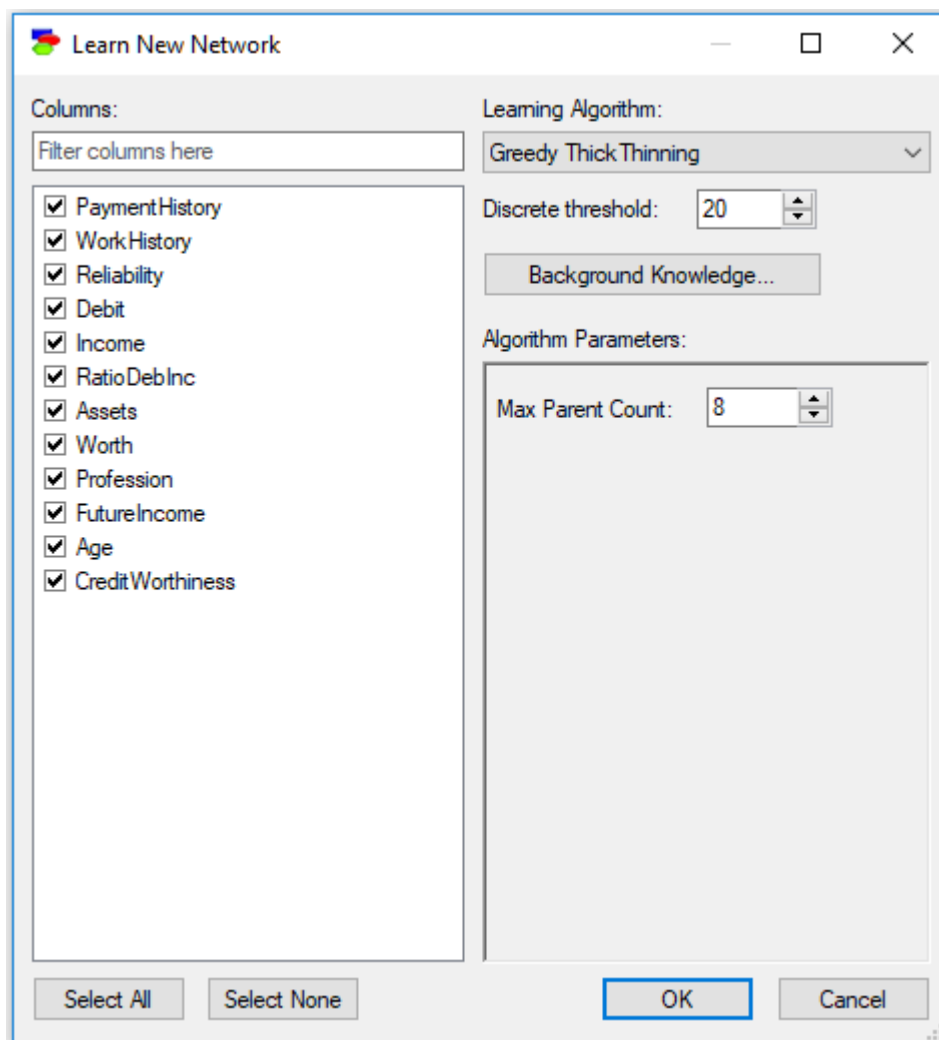 Learn New Network
Columns:
Filter columns here
PaymentHistory
WorkHistory
Reliability
Debit
Income
RatioDebInc
Assets
Worth
Profession
FutureIncome
Age
CreditWorthiness
Select All
Select None
Learning Algorithm:
Greedy Thick Thinning
Discrete threshold: 20
Background Knowledge...
Algorithm Parameters:
Max Parent Count: 8
OK
Cancel